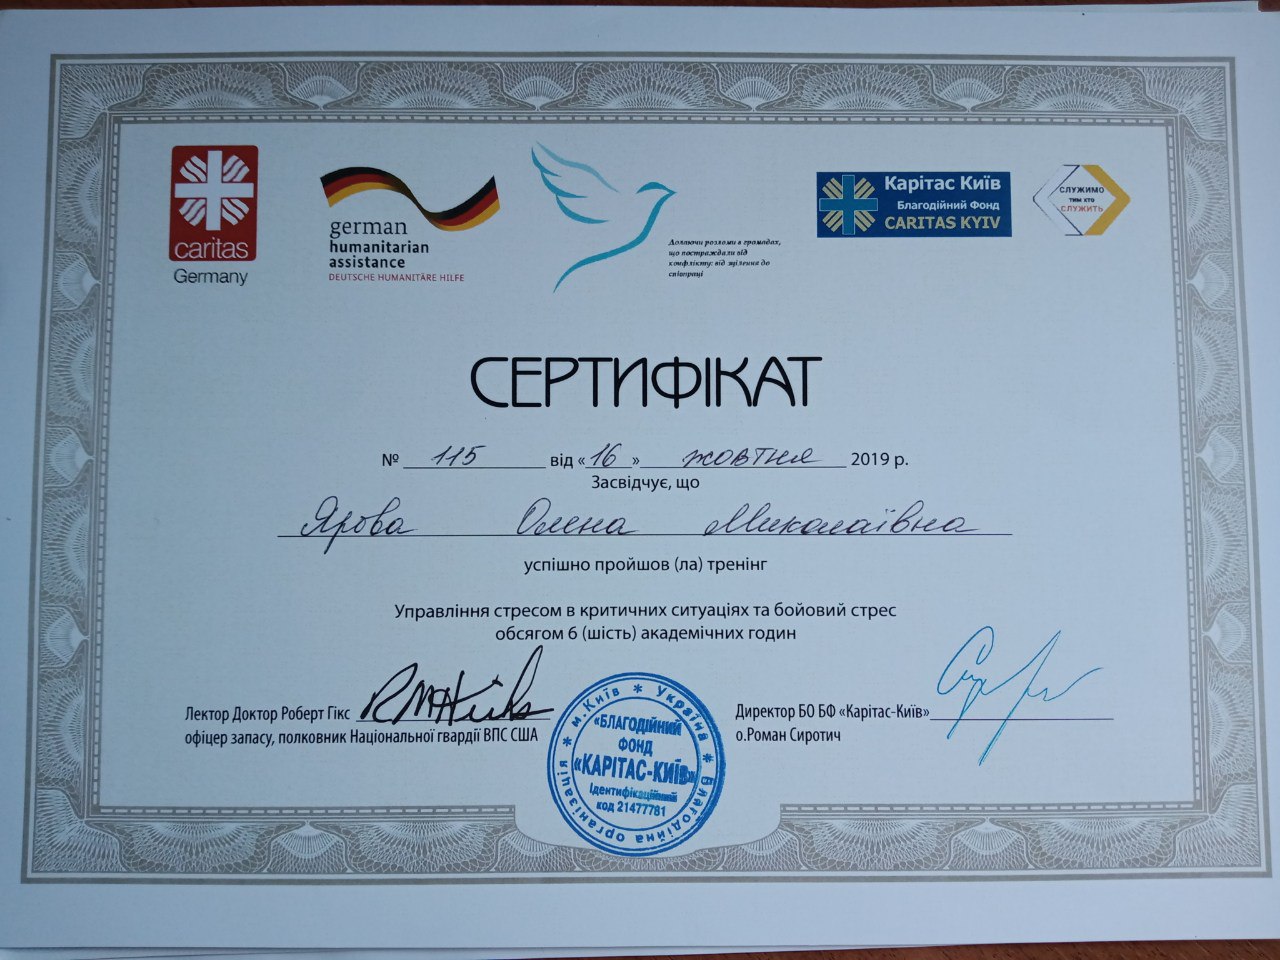 caritas
Germany
german
humanitarian
assistance
DEUTSCHE HUMANITÄRE HILFE
Долаючи розломи в громадах,
що постраждали від
конфлікту: від зцілення до
співпраці
Карітас Київ
Благодійний Фонд
CARITAS KYIV
СЛУЖИМО
ТИМ ХТО
СЛУЖИТЬ
СЕРТИФІКАТ
№ 115 від «16» жовтня 2019 р.
Засвідчує, що
Ярова Олена Миколаївна
успішно пройшов (ла) тренінг
Управління стресом в критичних ситуаціях та бойовий стрес
обсягом 6 (шість) академічних годин
Лектор Доктор Роберт Гікс
офіцер запасу, полковник Національної гвардії ВПС США
Директор БО БФ «Карітас-Київ»
о.Роман Сиротич
* м.Київ * Україна * Благодійна організація
«БЛАГОДІЙНИЙ
ФОНД
«КАРІТАС-КИЇВ»
Ідентифікаційний
код 21477781